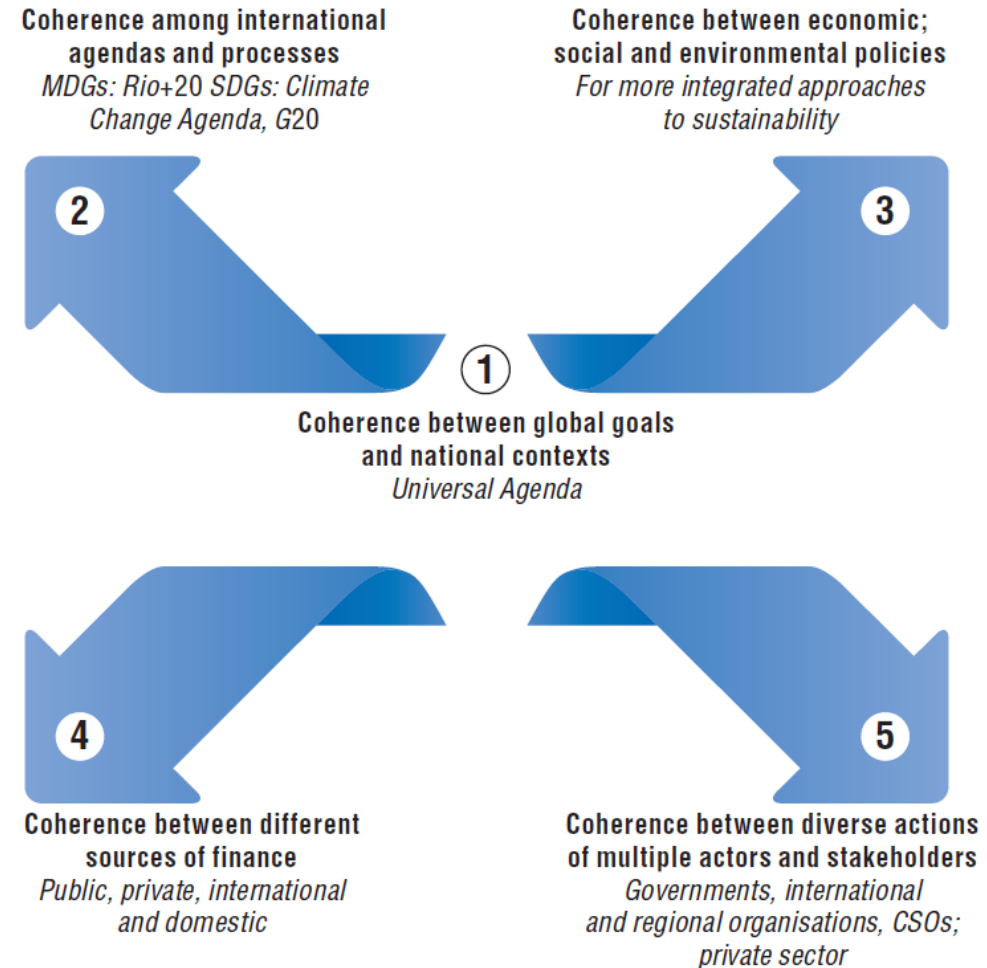 Coherence among international
agendas and processes
MDGs: Rio+20 SDGs: Climate
Change Agenda, G20
Coherence between economic;
social and environmental policies
For more integrated approaches
to sustainability
2
3
1
Coherence between global goals
and national contexts
Universal Agenda
4
5
Coherence between different
sources of finance
Public, private, international
and domestic
Coherence between diverse actions
of multiple actors and stakeholders
Governments, international
and regional organisations, CSOs;
private sector